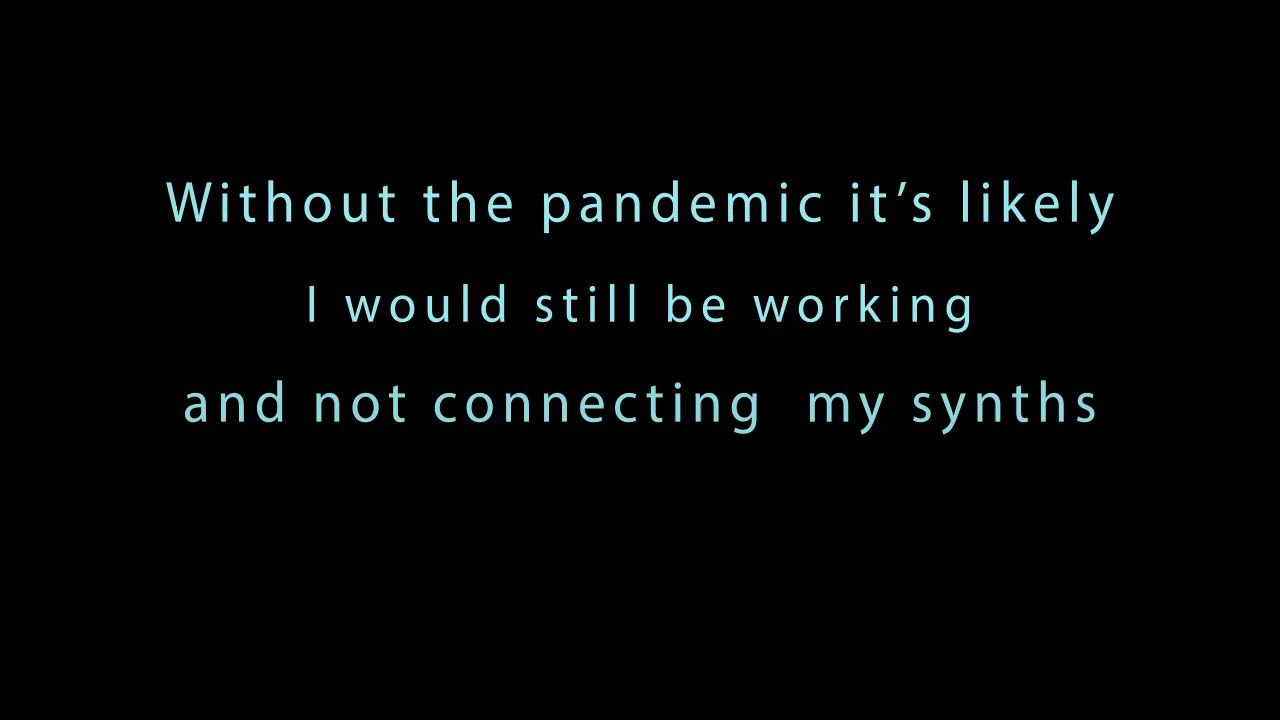 Without the pandemic it’s likely
I would still be working
and not connecting  my synths